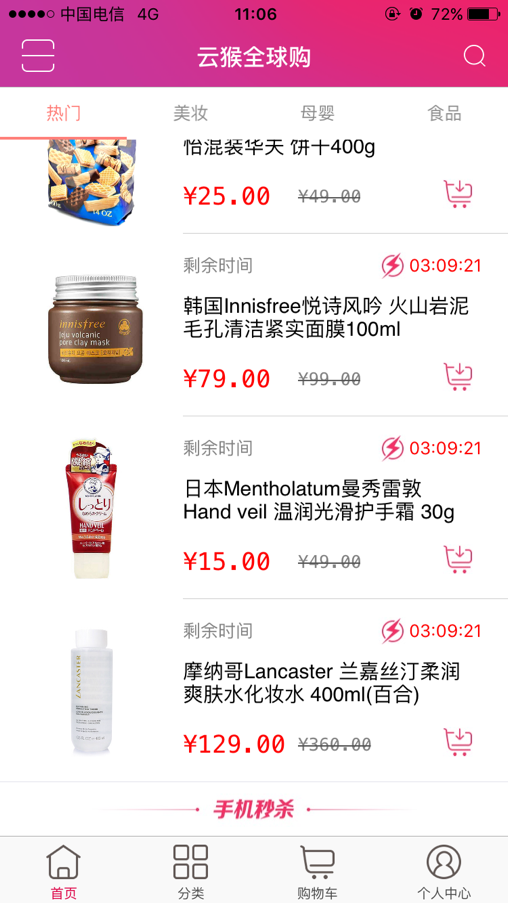 中国电信 4G 11:06 72%
云猴全球购
热门 美妆 母婴 食品
怡混装华夫 饼干400g
14 OZ
¥25.00 ¥49.00
剩余时间 03:09:21
韩国Innisfree悦诗风吟 火山岩泥
毛孔清洁紧实面膜100ml
innisfree
jeju volcanic
pore clay mask
¥79.00 ¥99.00
剩余时间 03:09:21
日本Mentholatum曼秀雷敦
Hand veil 温润光滑护手霜 30g
しっとり
HAND VEIL
¥15.00 ¥49.00
剩余时间 03:09:21
摩纳哥Lancaster 兰嘉丝汀柔润
爽肤水化妆水 400ml(百合)
LANCASTER
¥129.00 ¥360.00
手机秒杀
首页 分类 购物车 个人中心